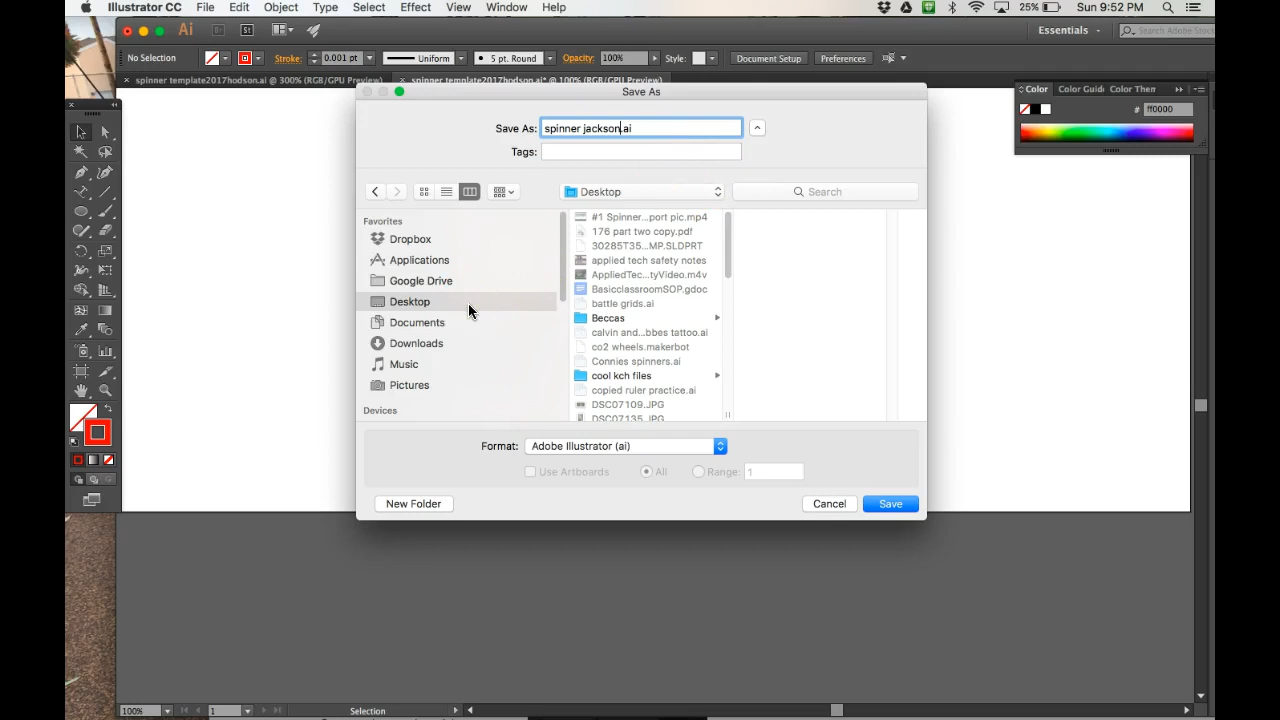 Illustrator CC File Edit Object Type Select Effect View Window Help 25% Sun 9:52 PM
Ai Br St Essentials Search Adobe Stock
No Selection Stroke: 0.001 pt Uniform 5 pt. Round Opacity: 100% Style: Document Setup Preferences
× spinner template2017hodson.ai @ 300% (RGB/GPU Preview) × spinner template2017hodson.ai* @ 100% (RGB/GPU Preview)
Save As
Color Color Guid Color Them
# ff0000
Save As: spinner jackson.ai
Tags:
Desktop Search
Favorites
Dropbox
Applications
Google Drive
Desktop
Documents
Downloads
Music
Pictures
Devices
#1 Spinner...port pic.mp4
176 part two copy.pdf
30285T35...MP.SLDPRT
applied tech safety notes
AppliedTec...tyVideo.m4v
BasicclassroomSOP.gdoc
battle grids.ai
Beccas
calvin and...bbes tattoo.ai
co2 wheels.makerbot
Connies spinners.ai
cool kch files
copied ruler practice.ai
DSC07109.JPG
DSC07135.JPG
Format: Adobe Illustrator (ai)
Use Artboards All Range: 1
New Folder Cancel Save
100% 1 Selection